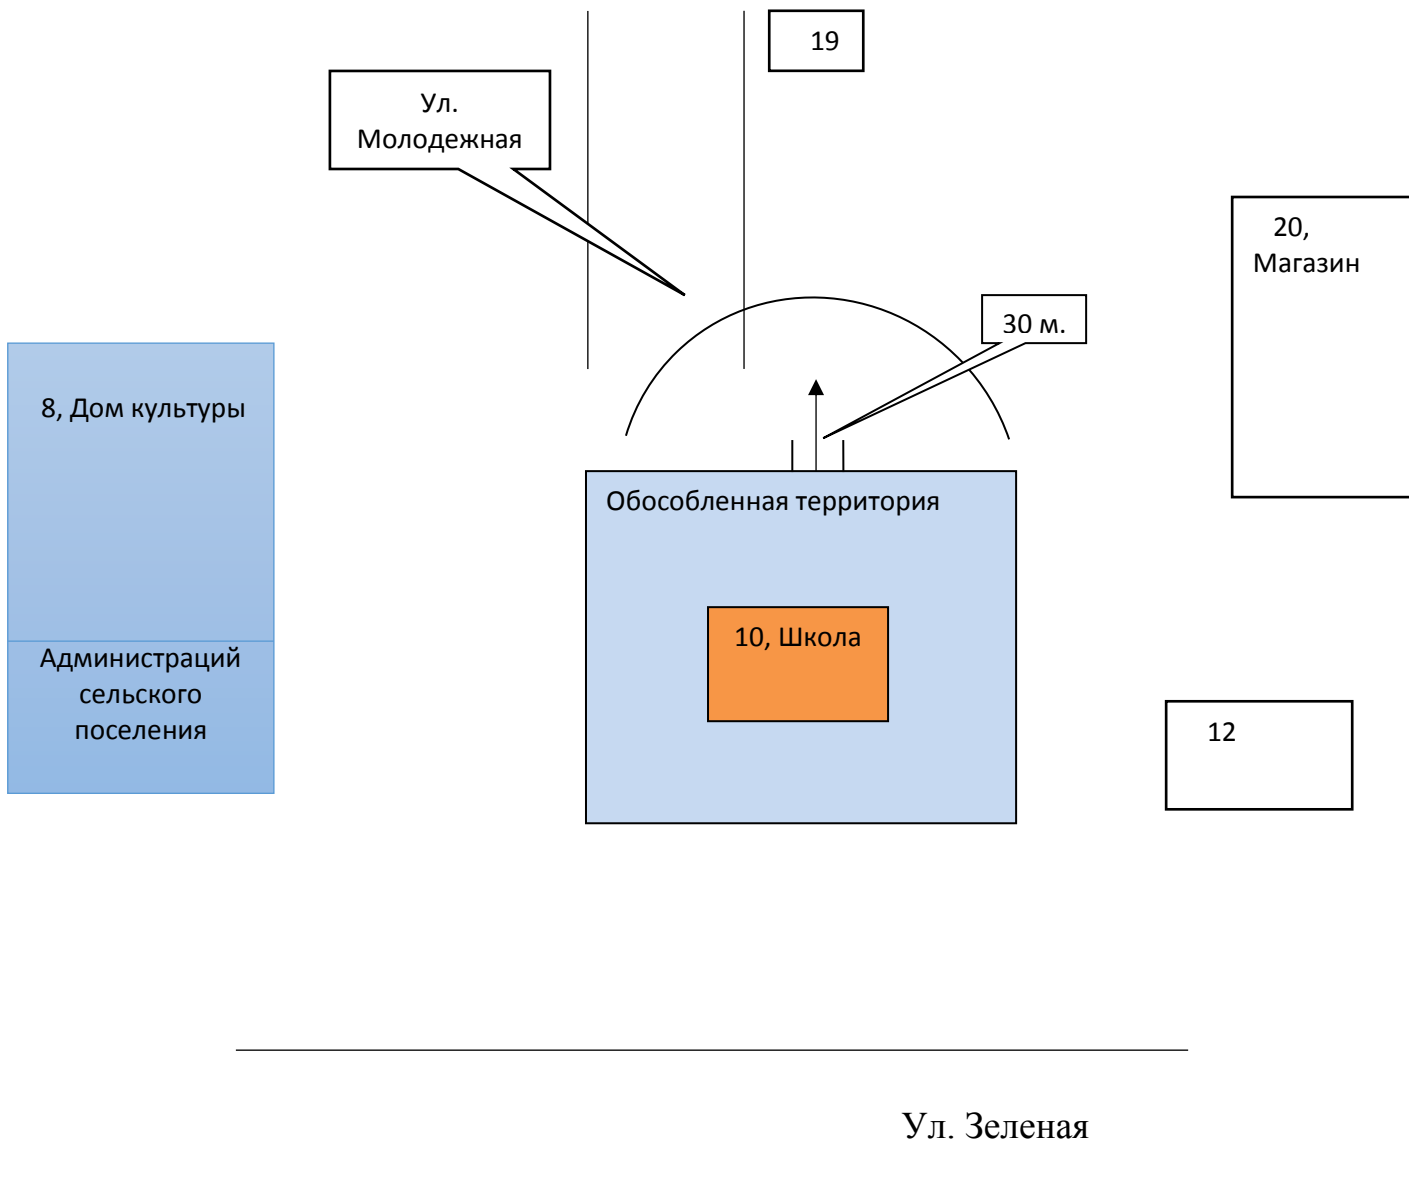 19
Ул.
Молодежная
20,
Магазин
30 м.
8, Дом культуры
Обособленная территория
10, Школа
Администраций
сельского
поселения
12
Ул. Зеленая